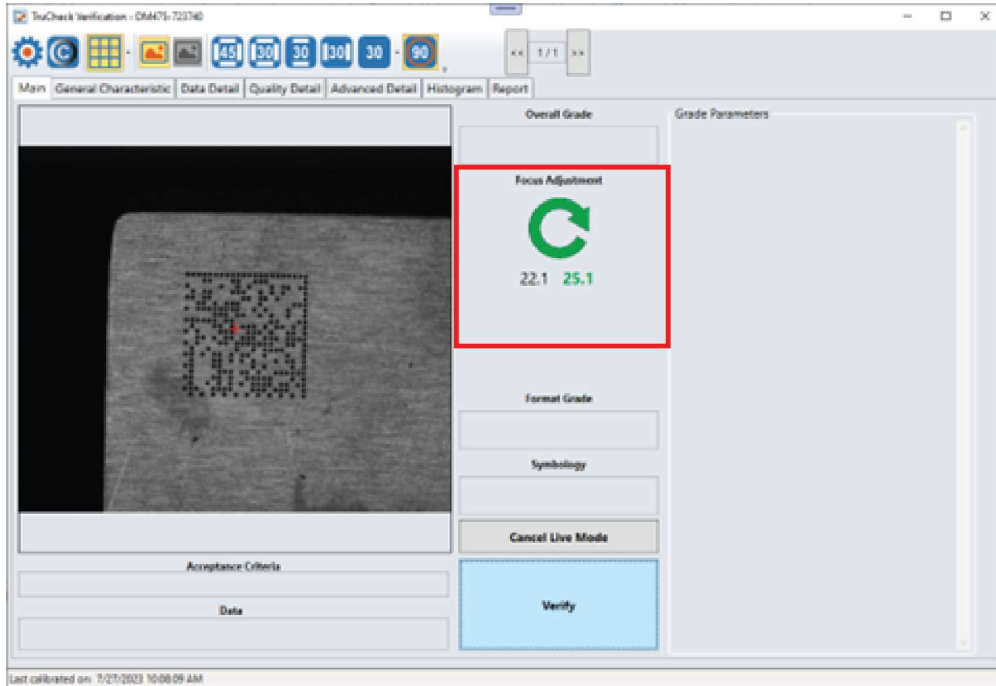 TruCheck Verification - DM475-723740
45 30 30 30 30 - 90 << 1/1 >>
Main General Characteristic Data Detail Quality Detail Advanced Detail Histogram Report
Overall Grade
Grade Parameters
Focus Adjustment
22.1 25.1
Format Grade
Symbology
Cancel Live Mode
Acceptance Criteria
Verify
Data
Last calibrated on: 7/27/2023 10:08:09 AM